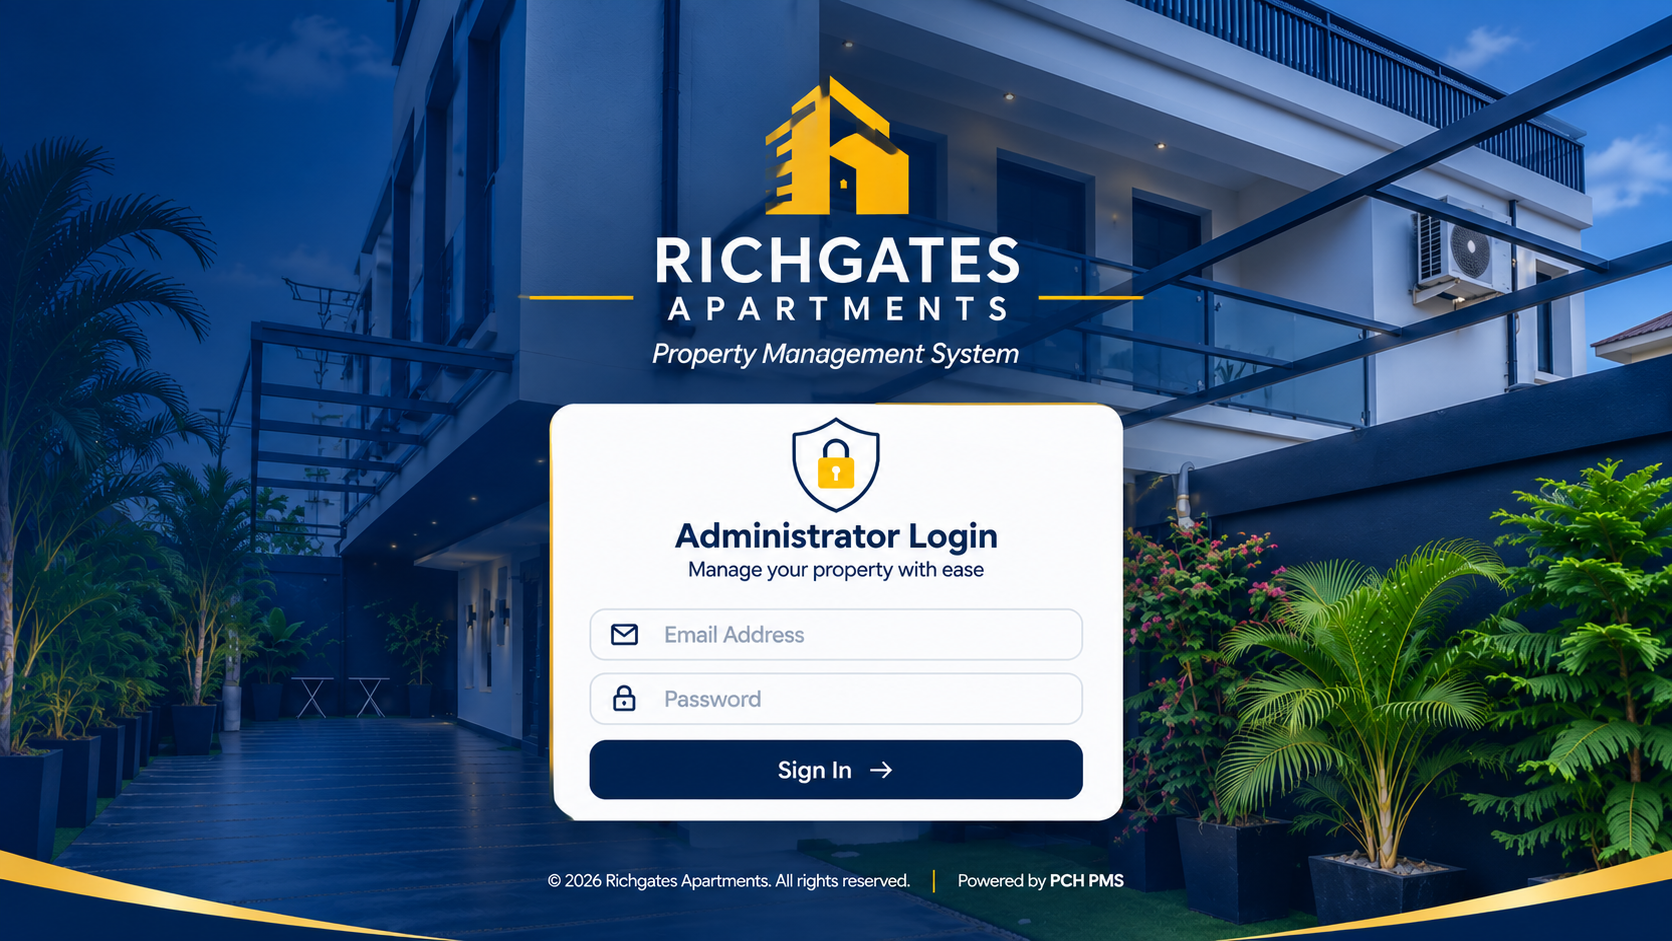 RICHGATES
APARTMENTS
Property Management System
Administrator Login
Manage your property with ease
Email Address
Password
Sign In →
© 2026 Richgates Apartments. All rights reserved. | Powered by PCH PMS